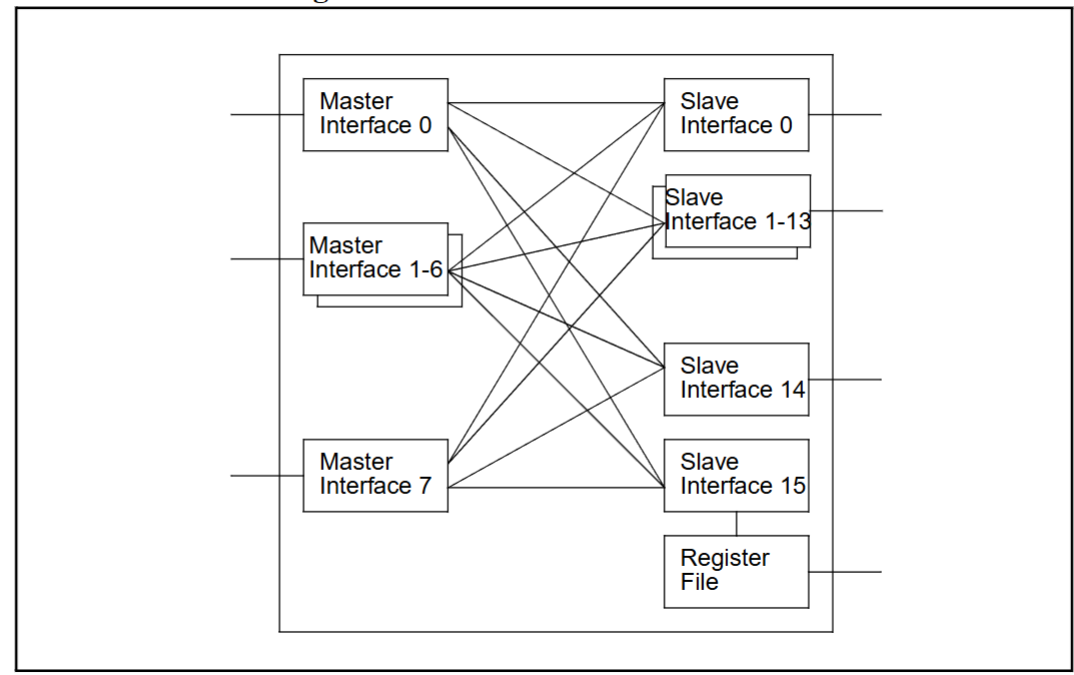 Master
Interface 0
Slave
Interface 0
Master
Interface 1-6
Slave
Interface 1-13
Slave
Interface 14
Master
Interface 7
Slave
Interface 15
Register
File